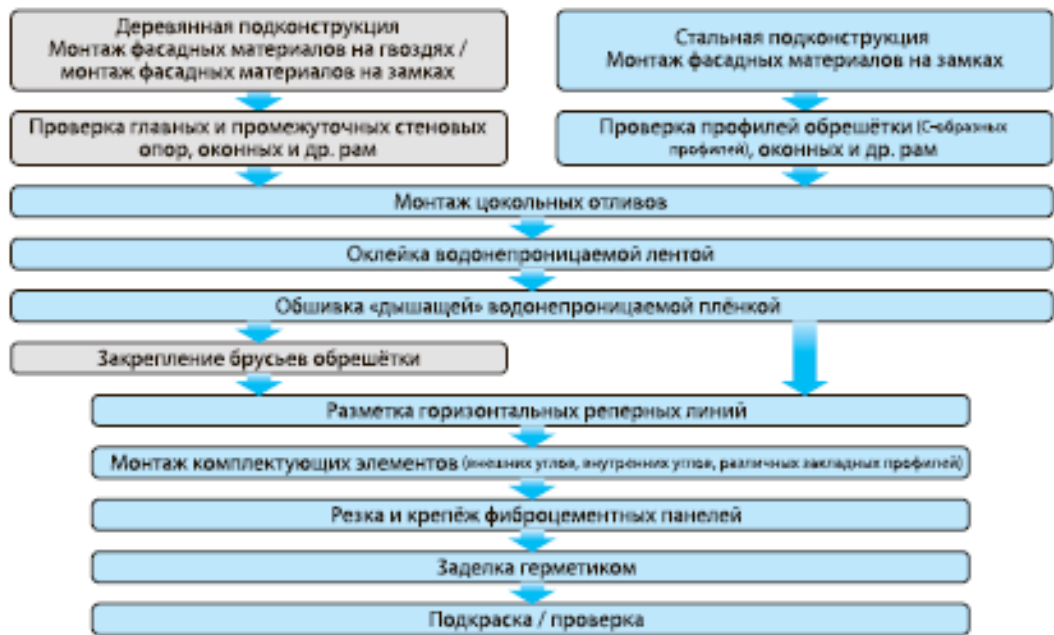 Деревянная подконструкция
Монтаж фасадных материалов на гвоздях /
монтаж фасадных материалов на замках
Стальная подконструкция
Монтаж фасадных материалов на замках
Проверка главных и промежуточных стеновых
опор, оконных и др. рам
Проверка профилей обрешётки (С-образных
профилей), оконных и др. рам
Монтаж цокольных отливов
Оклейка водонепроницаемой лентой
Обшивка «дышащей» водонепроницаемой плёнкой
Закрепление брусьев обрешётки
Разметка горизонтальных реперных линий
Монтаж комплектующих элементов (внешних углов, внутренних углов, различных закладных профилей)
Резка и крепёж фиброцементных панелей
Заделка герметиком
Подкраска / проверка